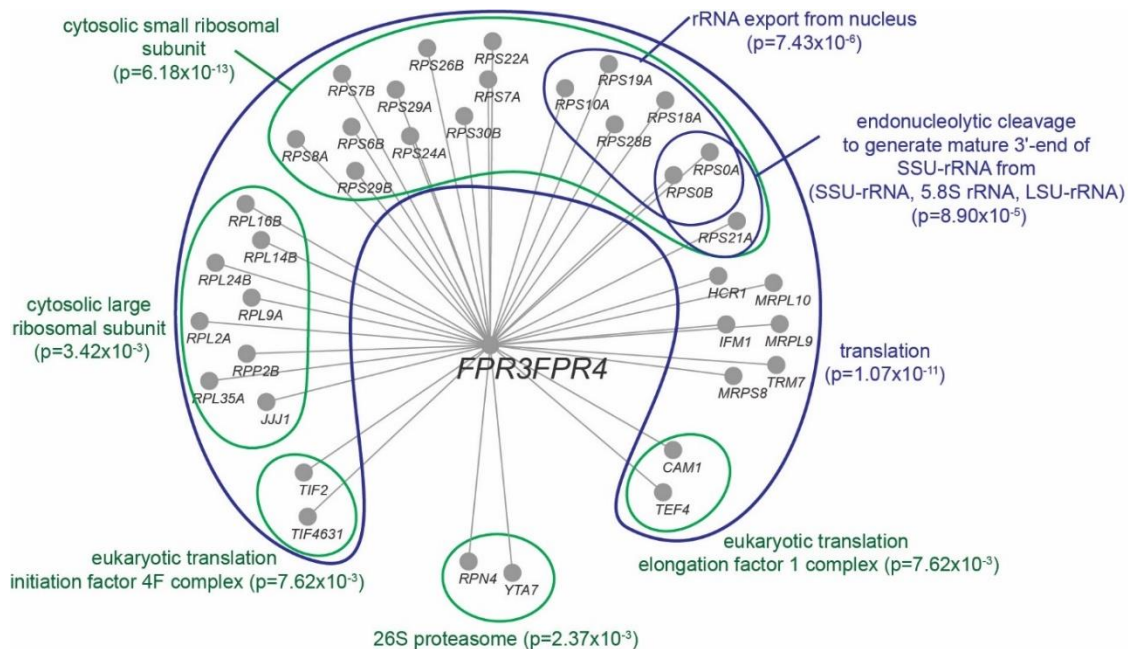 cytosolic small ribosomal
subunit
(p=6.18x10⁻¹³)
rRNA export from nucleus
(p=7.43x10⁻⁶)
endonucleolytic cleavage
to generate mature 3'-end of
SSU-rRNA from
(SSU-rRNA, 5.8S rRNA, LSU-rRNA)
(p=8.90x10⁻⁵)
RPS26B
RPS22A
RPS7B
RPS29A
RPS7A
RPS10A
RPS19A
RPS18A
RPS8A
RPS6B
RPS24A
RPS30B
RPS28B
RPS29B
RPS0A
RPS0B
RPS21A
RPL16B
RPL14B
RPL24B
RPL9A
RPL2A
RPP2B
RPL35A
JJJ1
cytosolic large
ribosomal subunit
(p=3.42x10⁻³)
FPR3FPR4
HCR1
MRPL10
IFM1
MRPL9
TRM7
MRPS8
translation
(p=1.07x10⁻¹¹)
TIF2
TIF4631
CAM1
TEF4
eukaryotic translation
initiation factor 4F complex (p=7.62x10⁻³)
RPN4
YTA7
eukaryotic translation
elongation factor 1 complex (p=7.62x10⁻³)
26S proteasome (p=2.37x10⁻³)